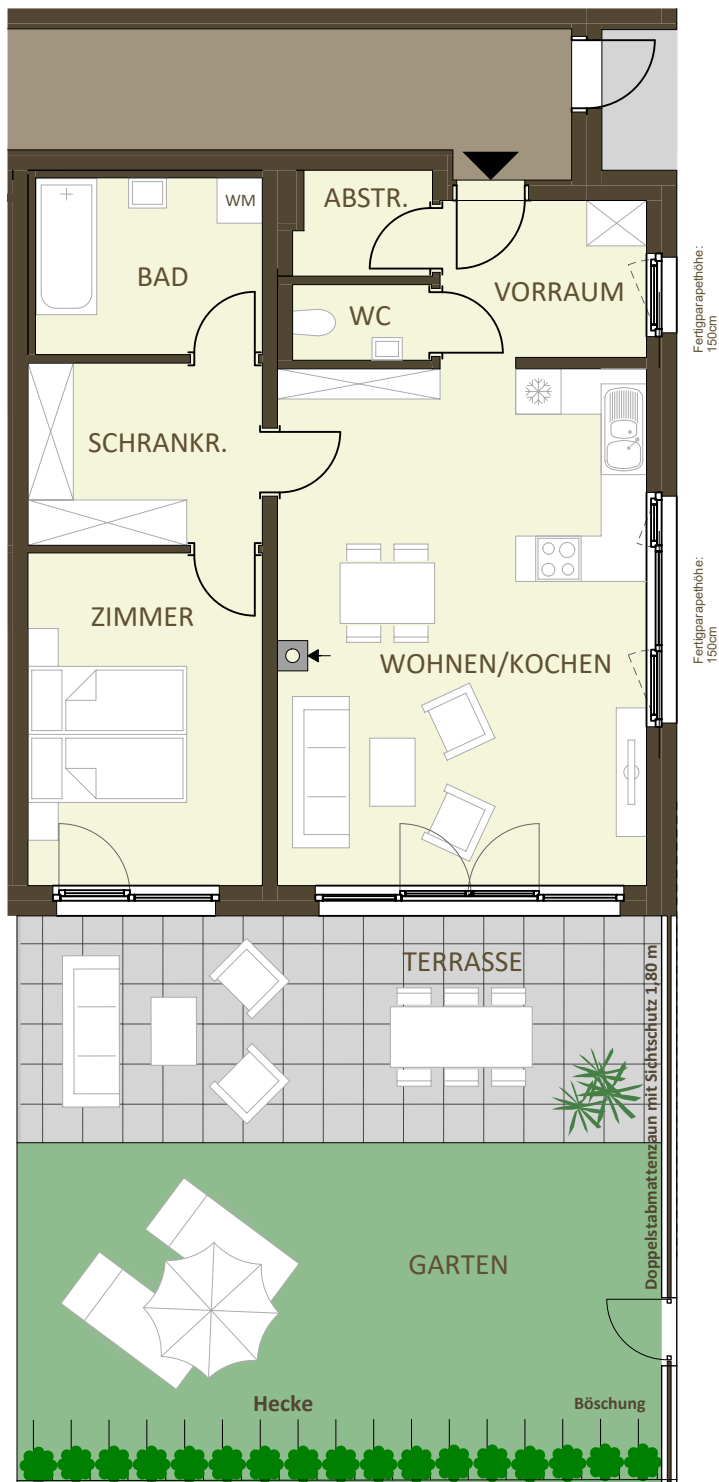 ABSTR.
WM
BAD
VORRAUM
WC
Fertigparapethöhe:
150cm
SCHRANKR.
ZIMMER
WOHNEN/KOCHEN
Fertigparapethöhe:
150cm
TERRASSE
Doppelstabmattenzaun mit Sichtschutz 1,80 m
GARTEN
Hecke
Böschung